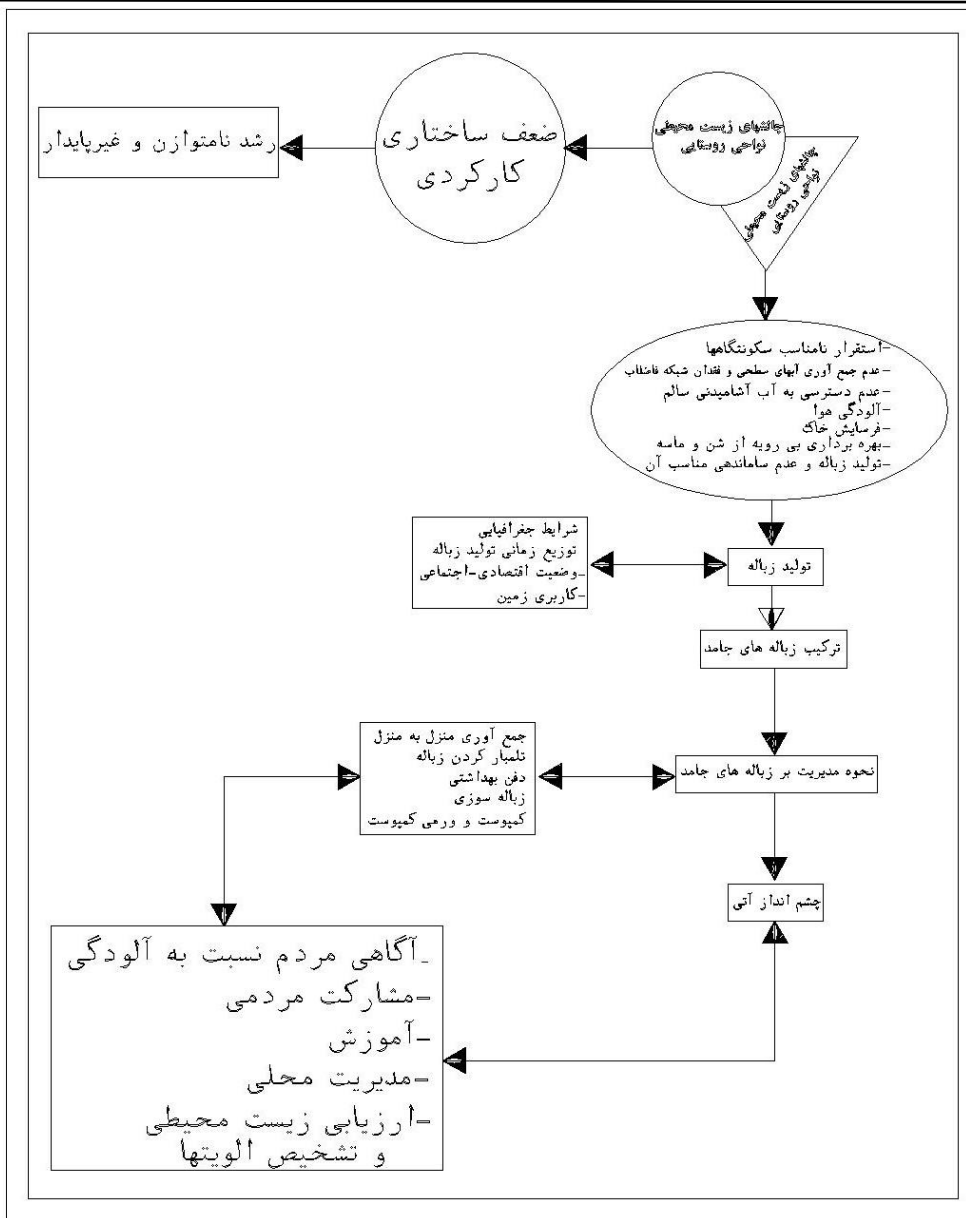 چالشهای زیست محیطی
نواحی روستایی
چالشهای زیست محیطی
نواحی روستایی
ضعف ساختاری
کارکردی
رشد نامتوازن و غیرپایدار
-استقرار نامناسب سکونتگاهها
-عدم جمع آوری آبهای سطحی و فقدان شبکه فاضلاب
-عدم دسترسی به آب آشامیدنی سالم
-آلودگی هوا
-فرسایش خاک
-بهره برداری بی رویه از شن و ماسه
-تولید زباله و عدم ساماندهی مناسب آن
تولید زباله
شرایط جغرافیایی
توزیع زمانی تولید زباله
-وضعیت اقتصادی-اجتماعی
-کاربری زمین
ترکیب زباله های جامد
نحوه مدیریت بر زباله های جامد
جمع آوری منزل به منزل
تلمبار کردن زباله
دفن بهداشتی
زباله سوزی
کمپوست و ورمی کمپوست
چشم انداز آتی
-آگاهی مردم نسبت به آلودگی
-مشارکت مردمی
-آموزش
-مدیریت محلی
-ارزیابی زیست محیطی
و تشخیص الویتها